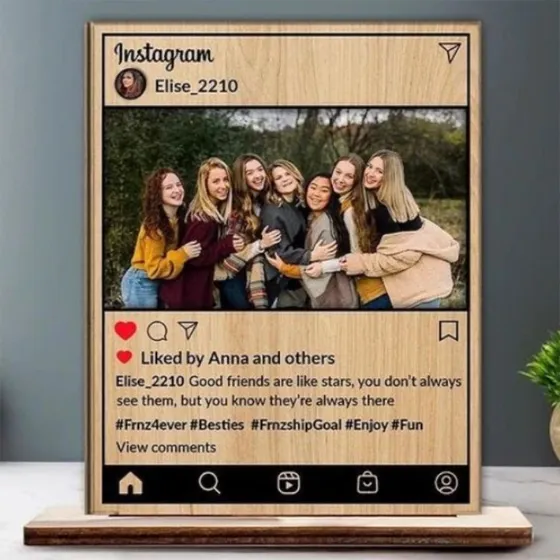 Instagram
Elise_2210
Liked by Anna and others
Elise_2210 Good friends are like stars, you don't always
see them, but you know they're always there
#Frnz4ever #Besties #FrnzshipGoal #Enjoy #Fun
View comments